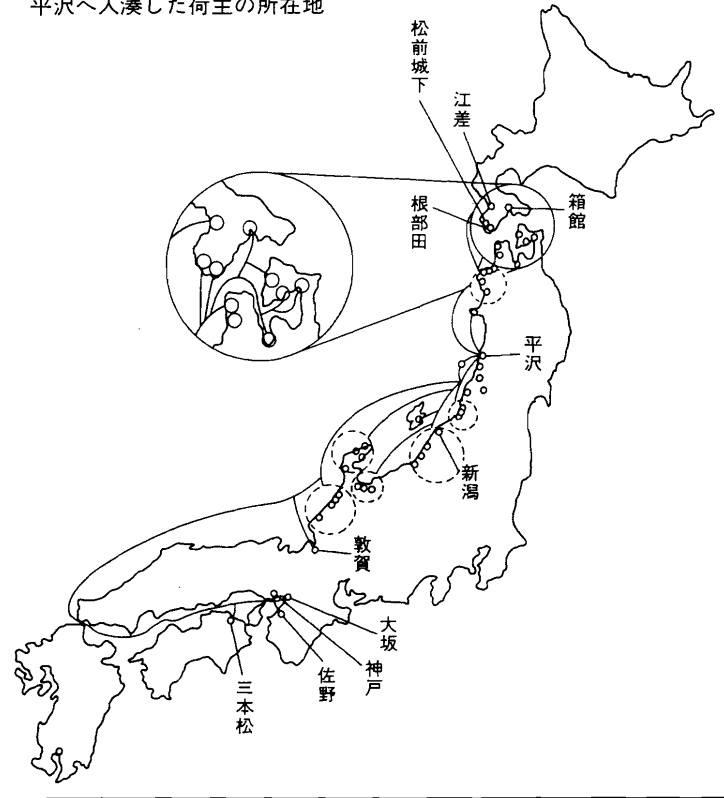 平沢へ入湊した荷主の所在地
松前城下
江差
箱館
根部田
平沢
新潟
敦賀
大坂
神戸
佐野
三本松